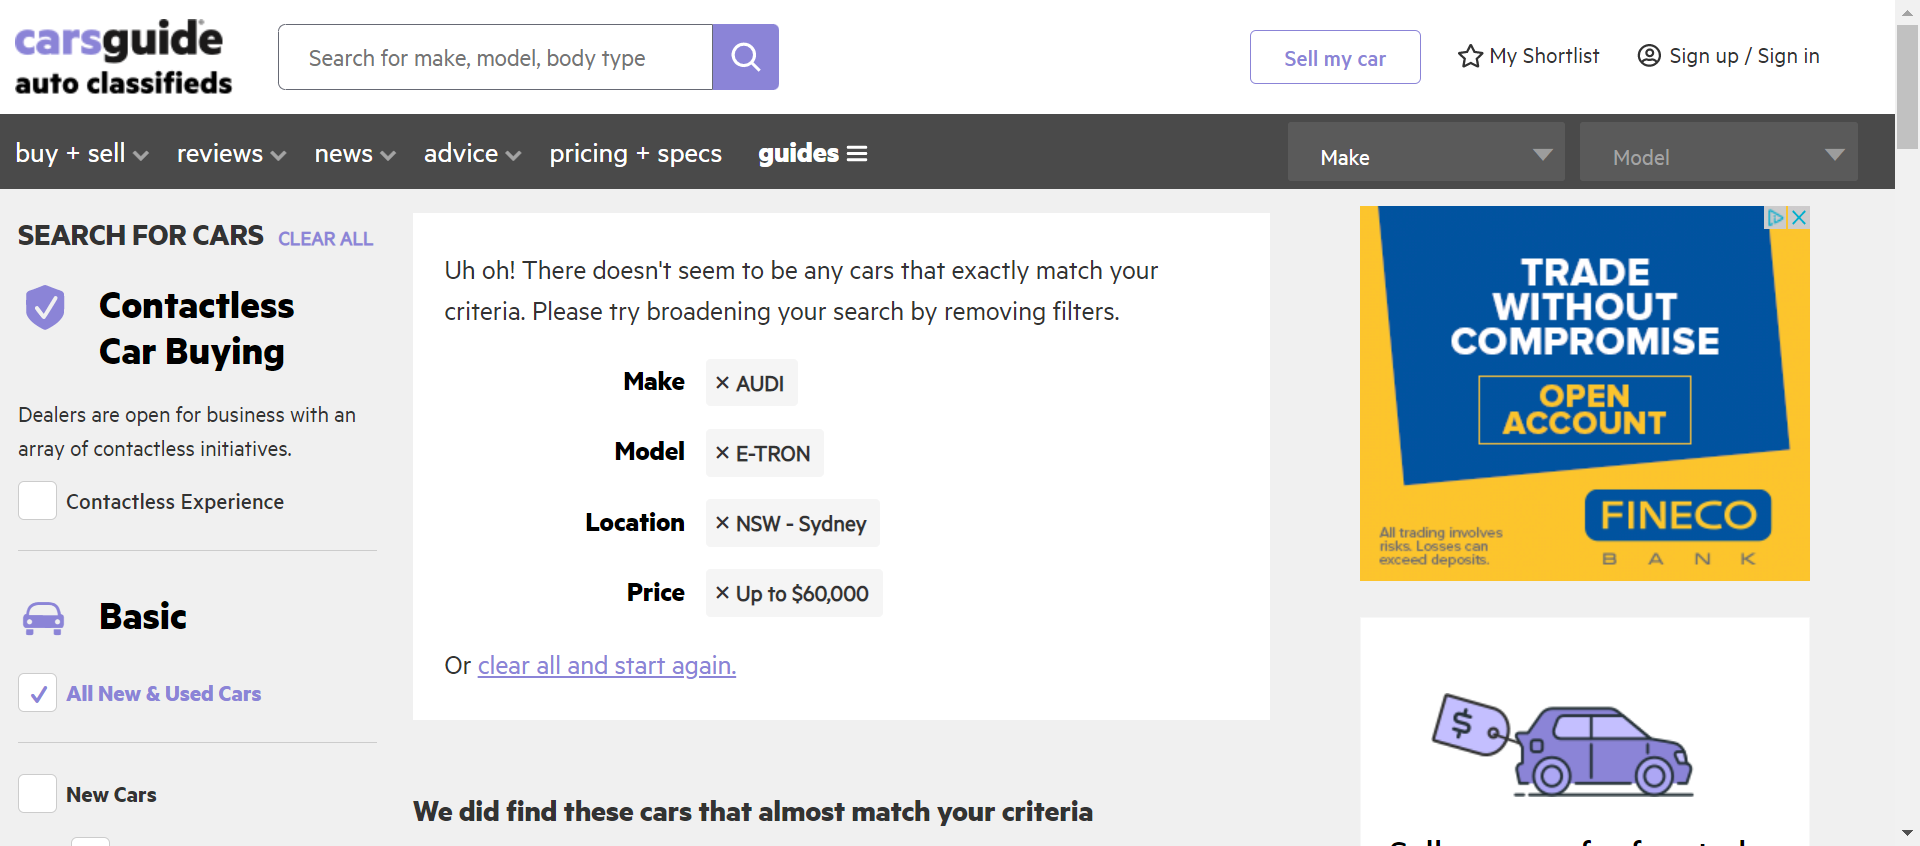 carsguide
auto classifieds
Search for make, model, body type
Sell my car
My Shortlist
Sign up / Sign in
buy + sell
reviews
news
advice
pricing + specs
guides
Make
Model
SEARCH FOR CARS CLEAR ALL
Contactless
Car Buying
Dealers are open for business with an
array of contactless initiatives.
Contactless Experience
Basic
All New & Used Cars
New Cars
Uh oh! There doesn't seem to be any cars that exactly match your
criteria. Please try broadening your search by removing filters.
Make × AUDI
Model × E-TRON
Location × NSW - Sydney
Price × Up to $60,000
Or clear all and start again.
We did find these cars that almost match your criteria
TRADE
WITHOUT
COMPROMISE
OPEN
ACCOUNT
All trading involves
risks. Losses can
exceed deposits.
FINECO
BANK
$